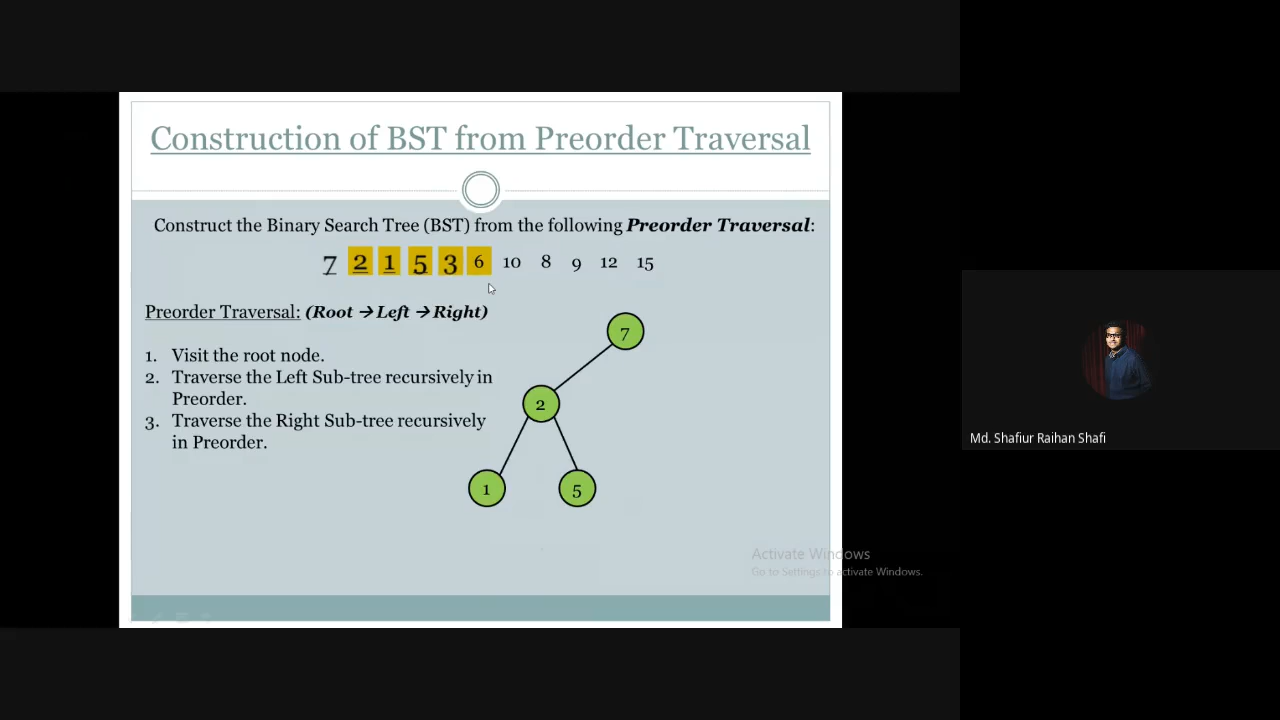 Construction of BST from Preorder Traversal
Construct the Binary Search Tree (BST) from the following Preorder Traversal:
7 2 1 5 3 6 10 8 9 12 15
Preorder Traversal: (Root → Left → Right)
1. Visit the root node.
2. Traverse the Left Sub-tree recursively in
Preorder.
3. Traverse the Right Sub-tree recursively
in Preorder.
7
2
1
5
Md. Shafiur Raihan Shafi
Activate Windows
Go to Settings to activate Windows.